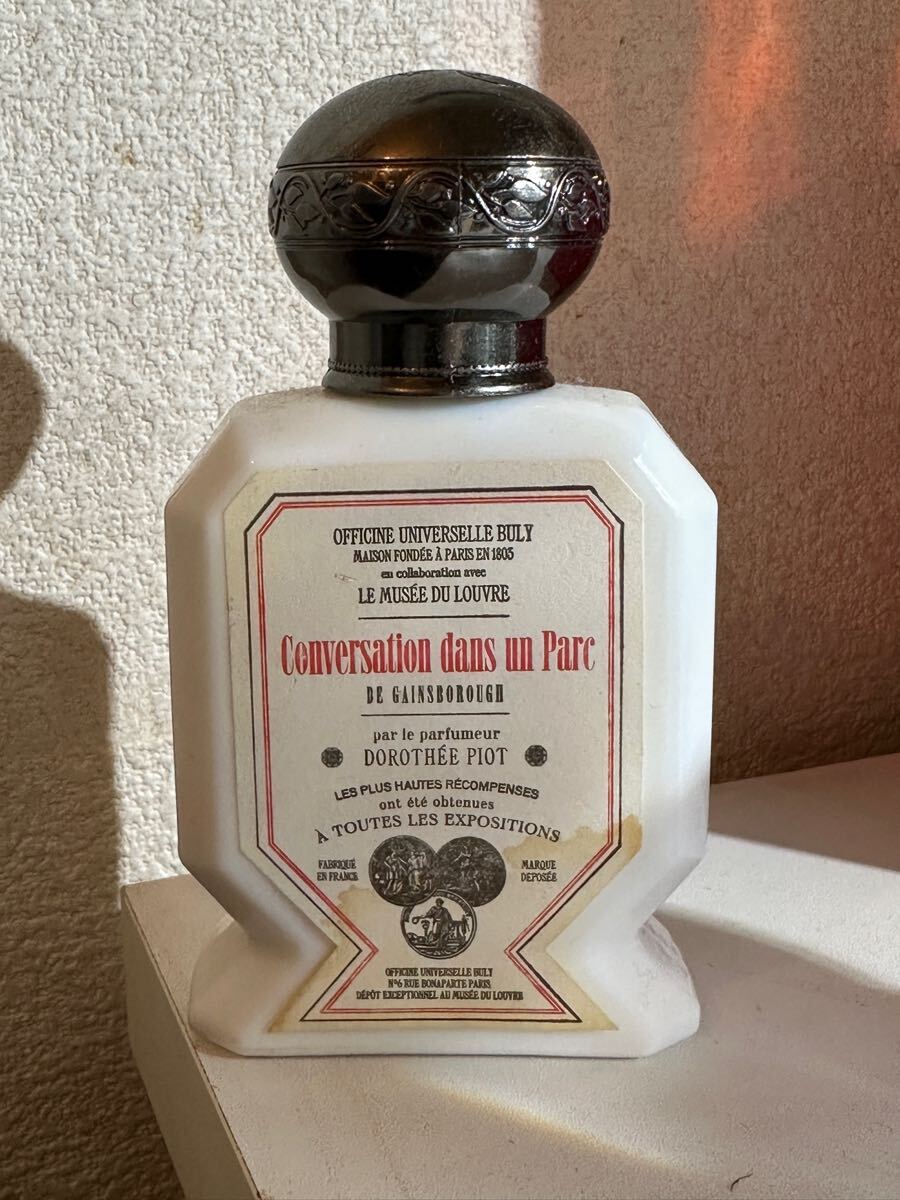 OFFICINE UNIVERSELLE BULY
MAISON FONDÉE À PARIS EN 1803
en collaboration avec
LE MUSÉE DU LOUVRE
Conversation dans un Parc
DE GAINSBOROUGH
par le parfumeur
DOROTHÉE PIOT
LES PLUS HAUTES RÉCOMPENSES
ont été obtenues
À TOUTES LES EXPOSITIONS
FABRIQUÉ
EN FRANCE
MARQUE
DEPOSÉE
OFFICINE UNIVERSELLE BULY
N°6 RUE BONAPARTE PARIS
DÉPÔT EXCEPTIONNEL AU MUSÉE DU LOUVRE